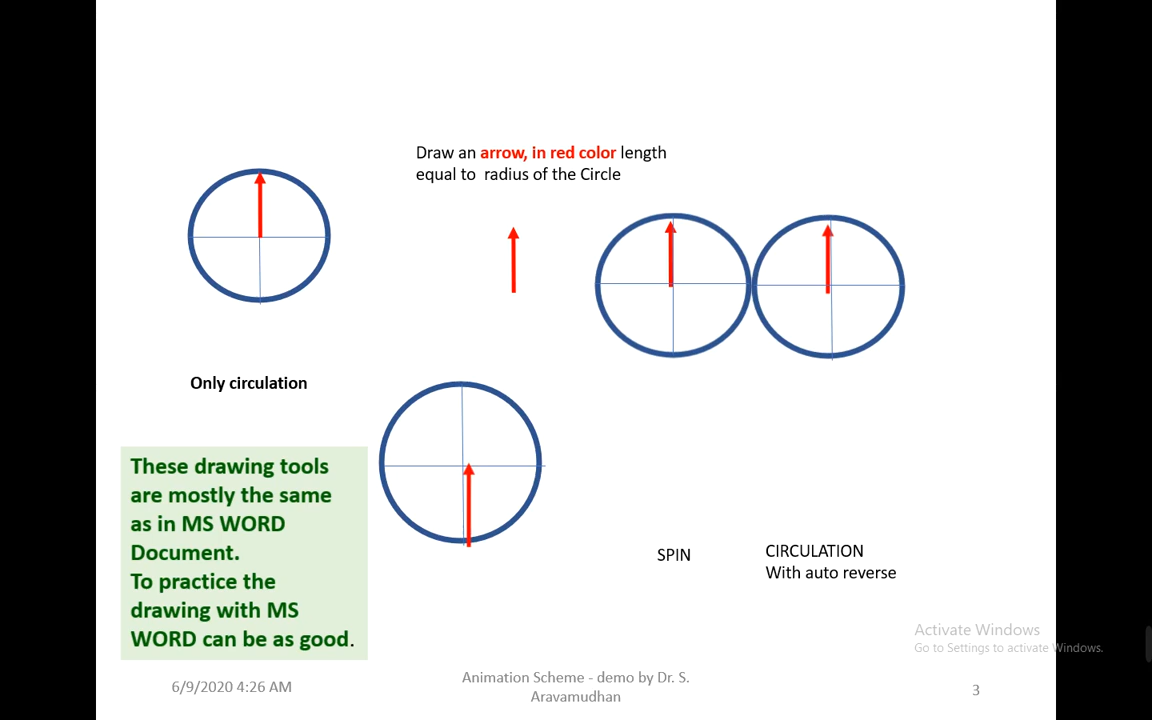 Draw an arrow, in red color length
equal to radius of the Circle
Only circulation
These drawing tools
are mostly the same
as in MS WORD
Document.
To practice the
drawing with MS
WORD can be as good.
SPIN
CIRCULATION
With auto reverse
Activate Windows
Go to Settings to activate Windows.
6/9/2020 4:26 AM
Animation Scheme - demo by Dr. S.
Aravamudhan
3